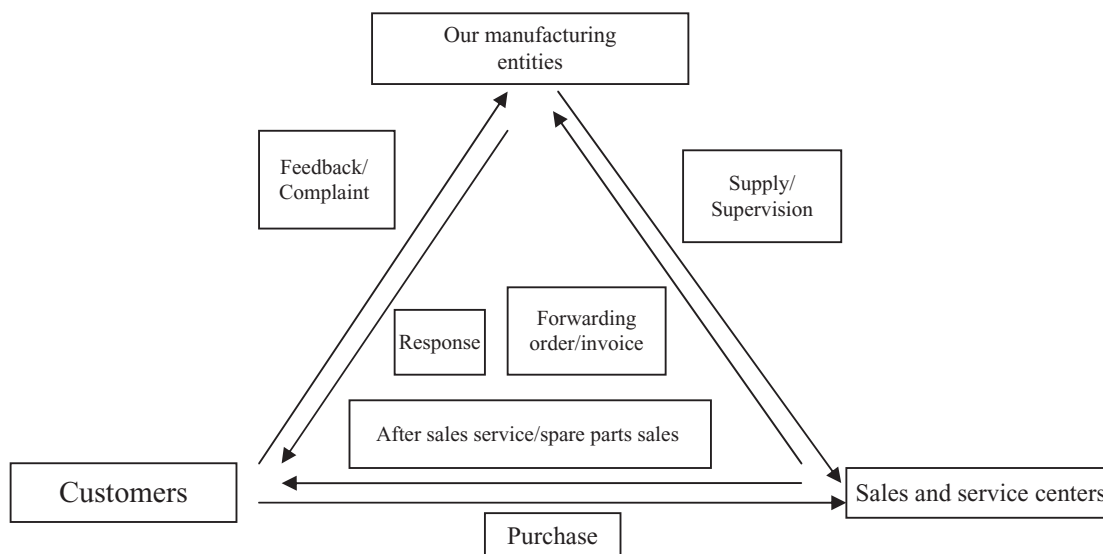 Our manufacturing
entities
Feedback/
Complaint
Supply/
Supervision
Response
Forwarding
order/invoice
After sales service/spare parts sales
Customers
Sales and service centers
Purchase